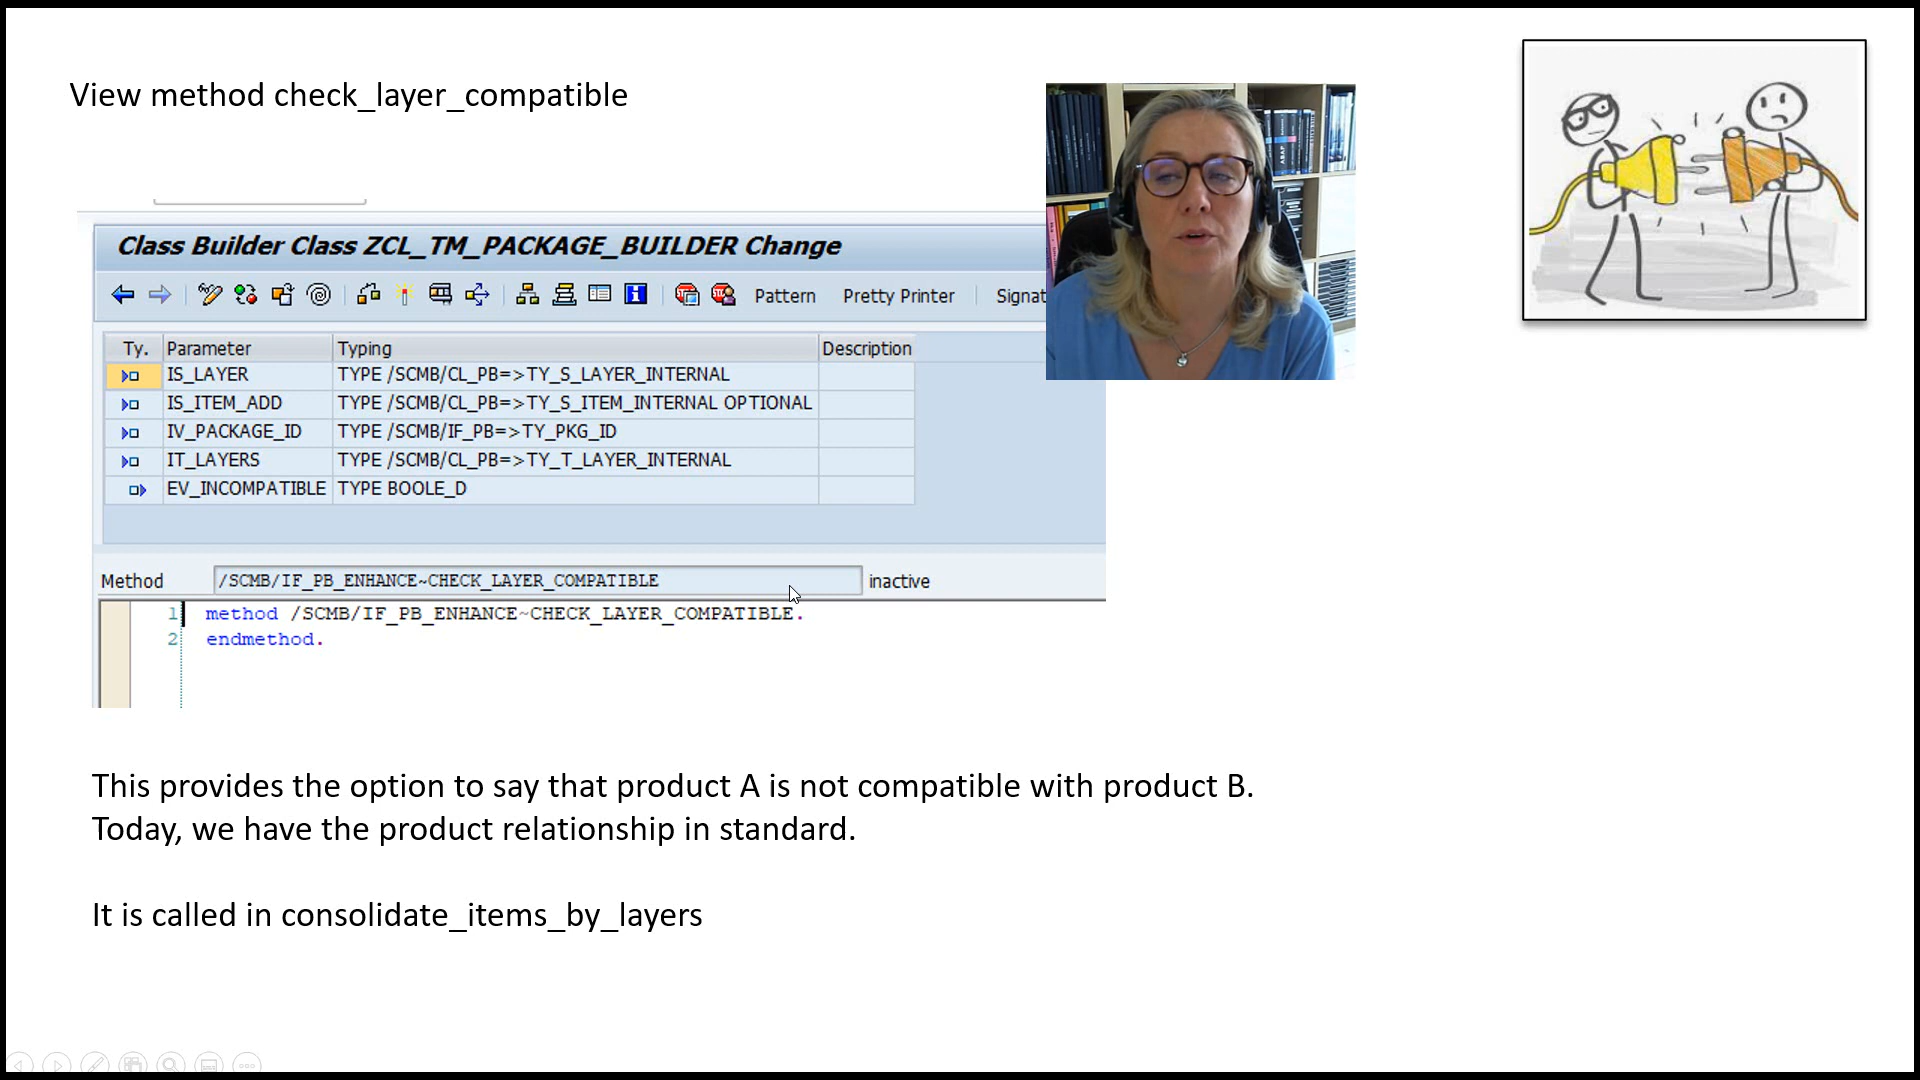 View method check_layer_compatible
Class Builder Class ZCL_TM_PACKAGE_BUILDER Change
Pattern Pretty Printer Signat
Ty. Parameter Typing Description
IS_LAYER TYPE /SCMB/CL_PB=>TY_S_LAYER_INTERNAL
IS_ITEM_ADD TYPE /SCMB/CL_PB=>TY_S_ITEM_INTERNAL OPTIONAL
IV_PACKAGE_ID TYPE /SCMB/IF_PB=>TY_PKG_ID
IT_LAYERS TYPE /SCMB/CL_PB=>TY_T_LAYER_INTERNAL
EV_INCOMPATIBLE TYPE BOOLE_D
Method /SCMB/IF_PB_ENHANCE~CHECK_LAYER_COMPATIBLE inactive
1 method /SCMB/IF_PB_ENHANCE~CHECK_LAYER_COMPATIBLE.
2 endmethod.
This provides the option to say that product A is not compatible with product B.
Today, we have the product relationship in standard.
It is called in consolidate_items_by_layers